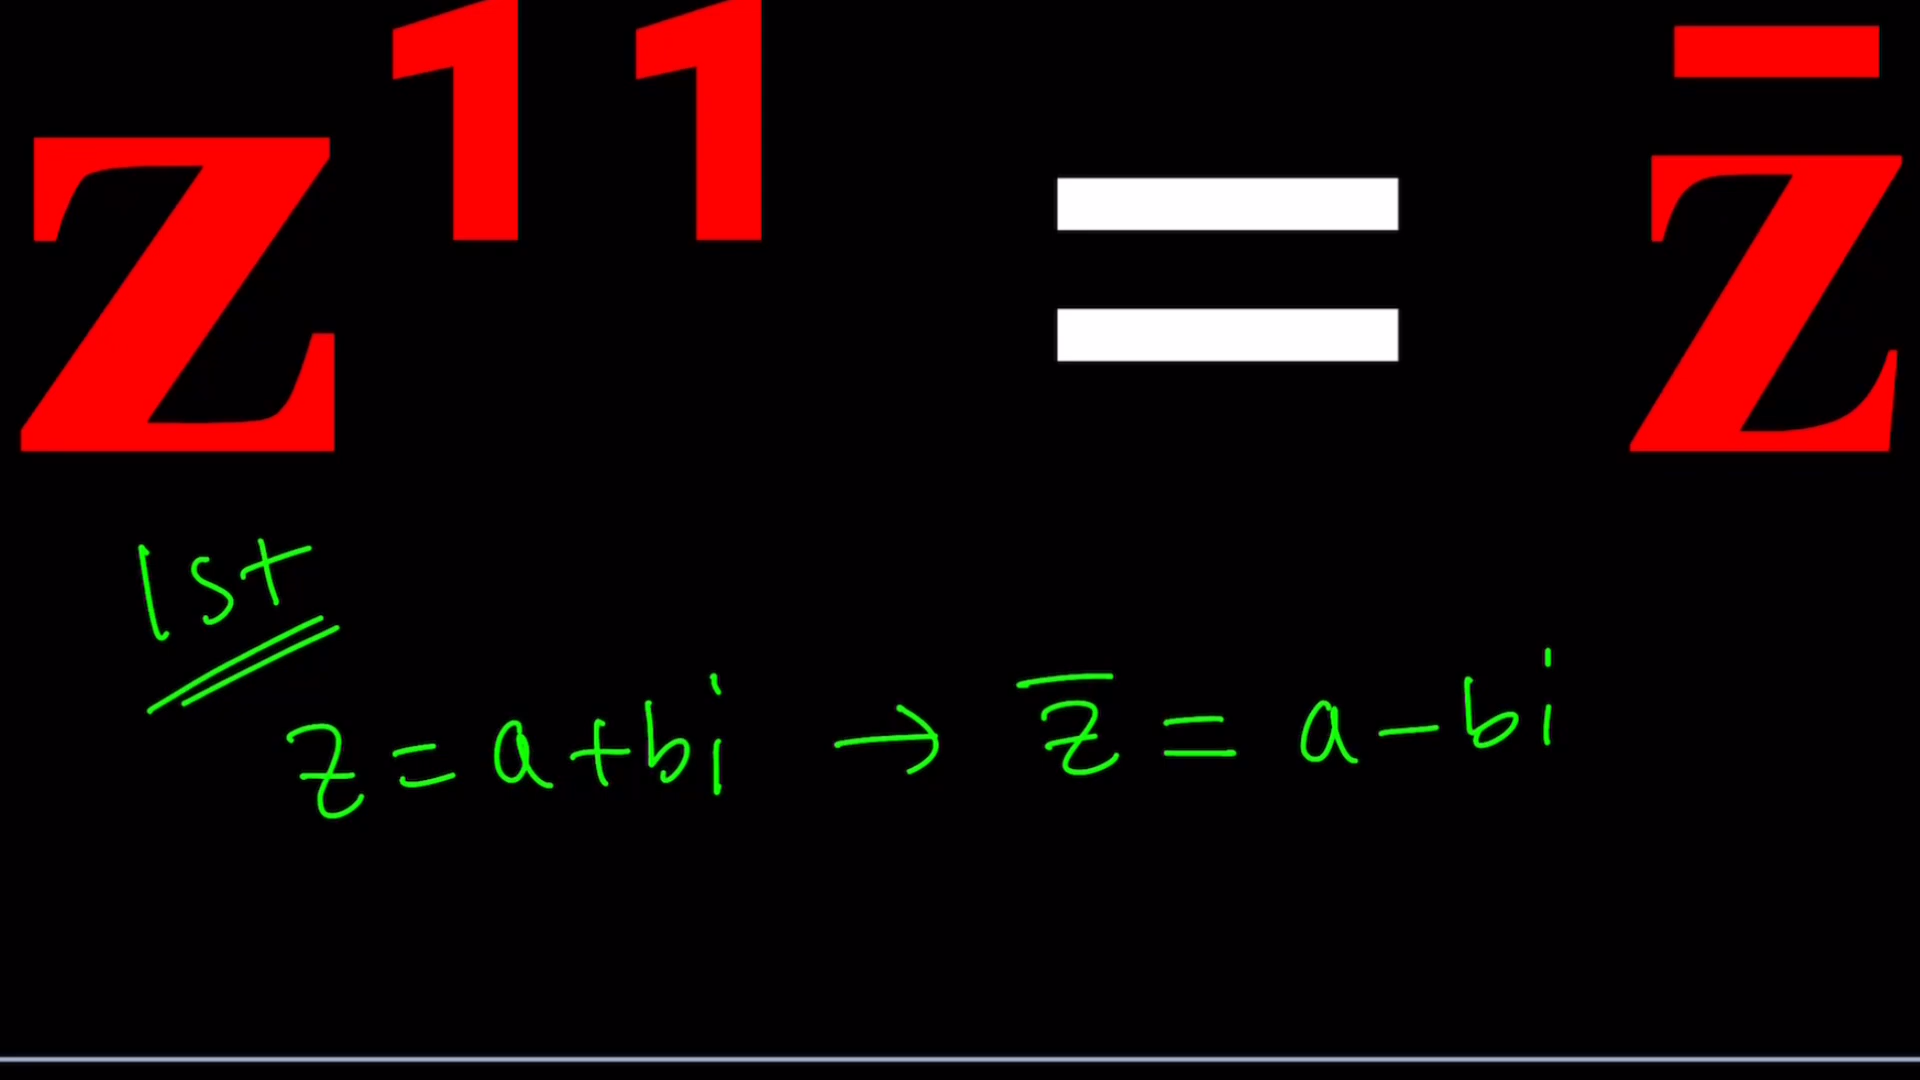 z¹¹ = z̅
1st
z = a + bi → z̅ = a - bi